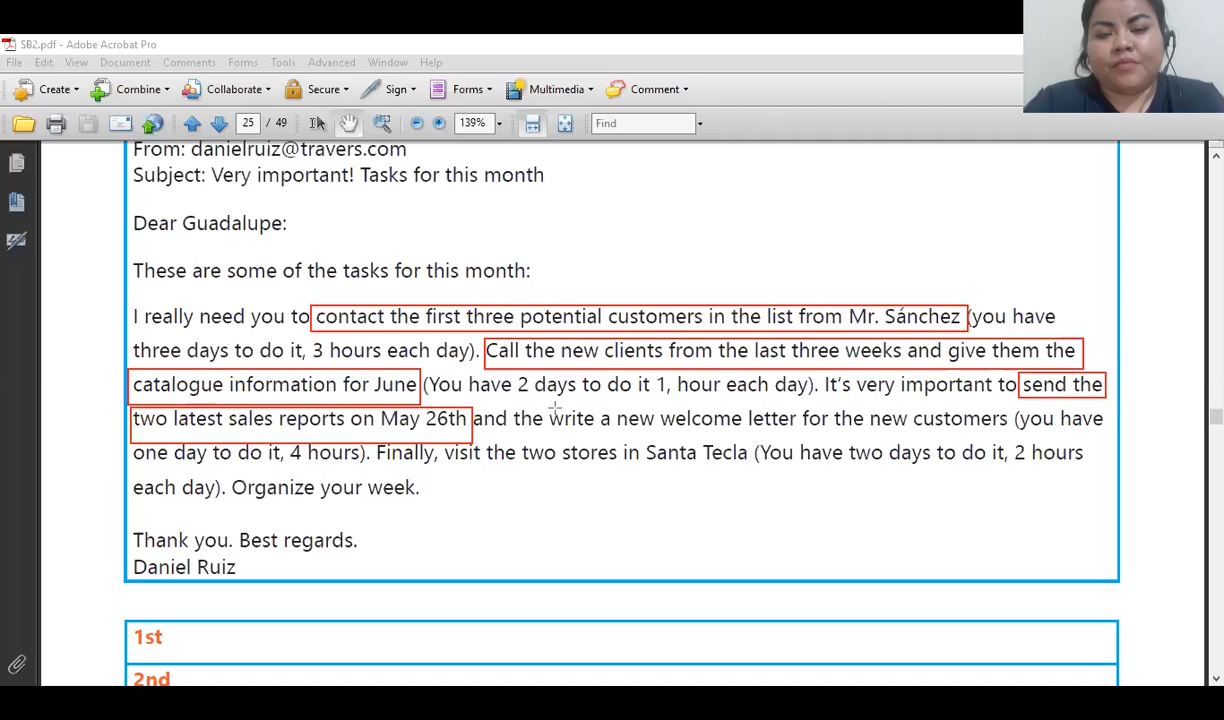 SB2.pdf - Adobe Acrobat Pro
File Edit View Document Comments Forms Tools Advanced Window Help
Create Combine Collaborate Secure Sign Forms Multimedia Comment
25 / 49 139% Find
From: danielruiz@travers.com
Subject: Very important! Tasks for this month
Dear Guadalupe:
These are some of the tasks for this month:
I really need you to contact the first three potential customers in the list from Mr. Sánchez (you have
three days to do it, 3 hours each day). Call the new clients from the last three weeks and give them the
catalogue information for June (You have 2 days to do it 1, hour each day). It’s very important to send the
two latest sales reports on May 26th and the write a new welcome letter for the new customers (you have
one day to do it, 4 hours). Finally, visit the two stores in Santa Tecla (You have two days to do it, 2 hours
each day). Organize your week.
Thank you. Best regards.
Daniel Ruiz
1st
2nd